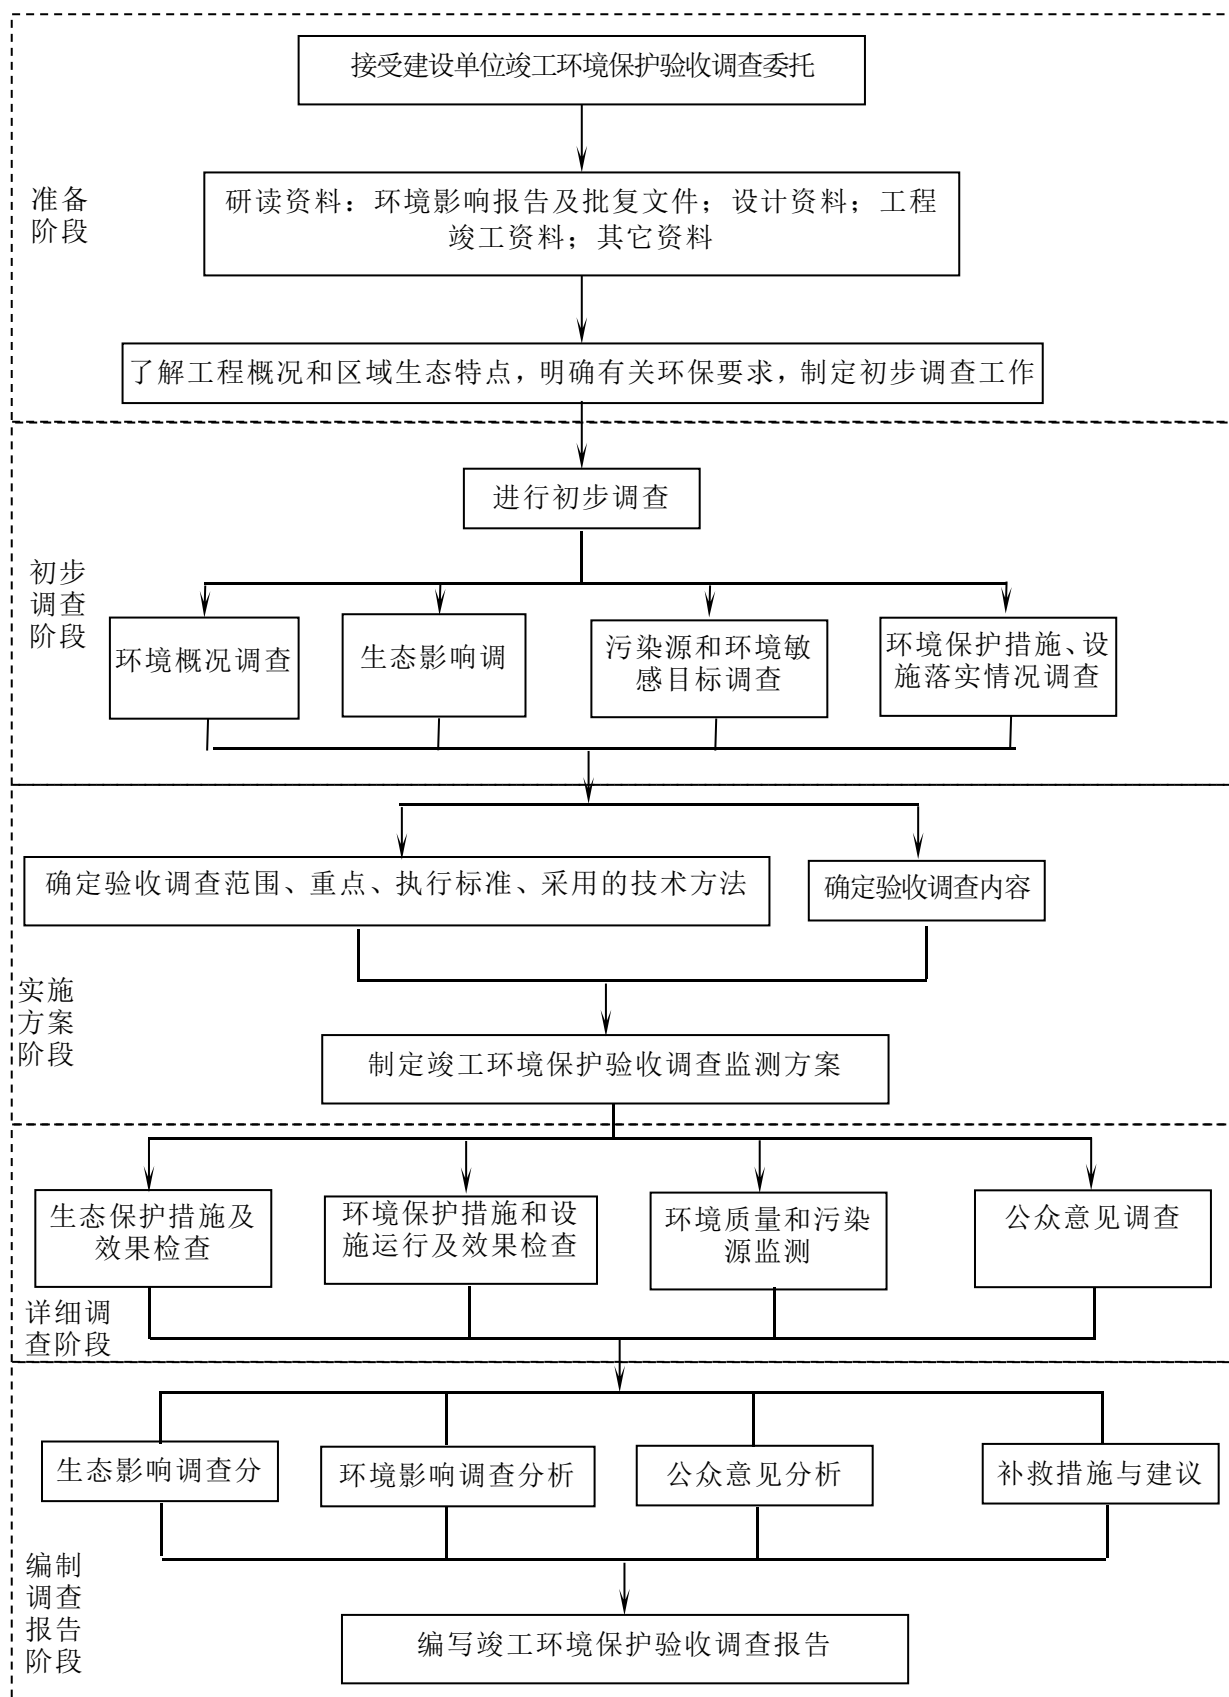 接受建设单位竣工环境保护验收调查委托
准备
阶段
研读资料：环境影响报告及批复文件；设计资料；工程
竣工资料；其它资料
了解工程概况和区域生态特点，明确有关环保要求，制定初步调查工作
进行初步调查
初步
调查
阶段
环境概况调查
生态影响调
污染源和环境敏
感目标调查
环境保护措施、设
施落实情况调查
确定验收调查范围、重点、执行标准、采用的技术方法
确定验收调查内容
实施
方案
阶段
制定竣工环境保护验收调查监测方案
生态保护措施及
效果检查
环境保护措施和设
施运行及效果检查
环境质量和污染
源监测
公众意见调查
详细调
查阶段
生态影响调查分
环境影响调查分析
公众意见分析
补救措施与建议
编制
调查
报告
阶段
编写竣工环境保护验收调查报告